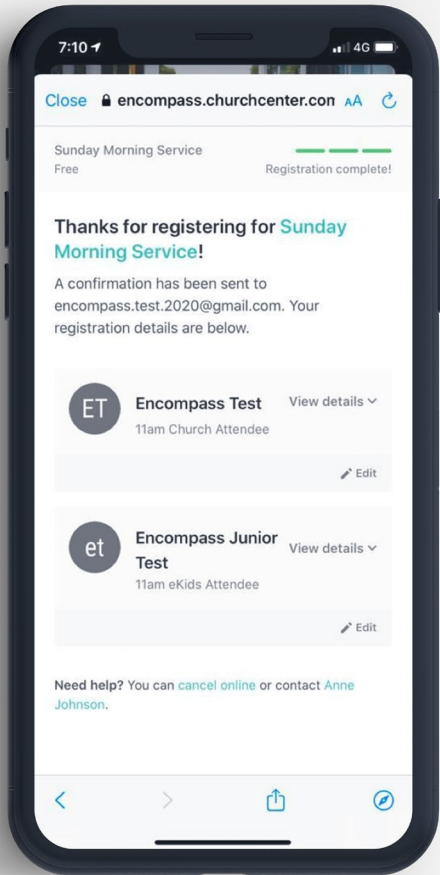 7:10
4G
Close encompass.churchcenter.con AA
Sunday Morning Service
Free
Registration complete!
Thanks for registering for Sunday
Morning Service!
A confirmation has been sent to
encompass.test.2020@gmail.com. Your
registration details are below.
ET
Encompass Test
View details
11am Church Attendee
Edit
et
Encompass Junior
Test
View details
11am eKids Attendee
Edit
Need help? You can cancel online or contact Anne
Johnson.